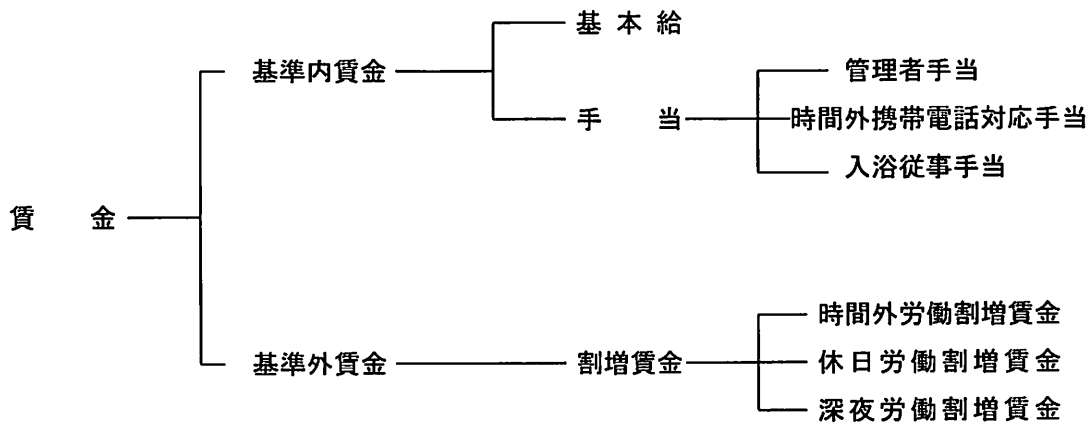 基本給
基準内賃金
管理者手当
手当
時間外携帯電話対応手当
入浴従事手当
賃金
時間外労働割増賃金
基準外賃金
割増賃金
休日労働割増賃金
深夜労働割増賃金